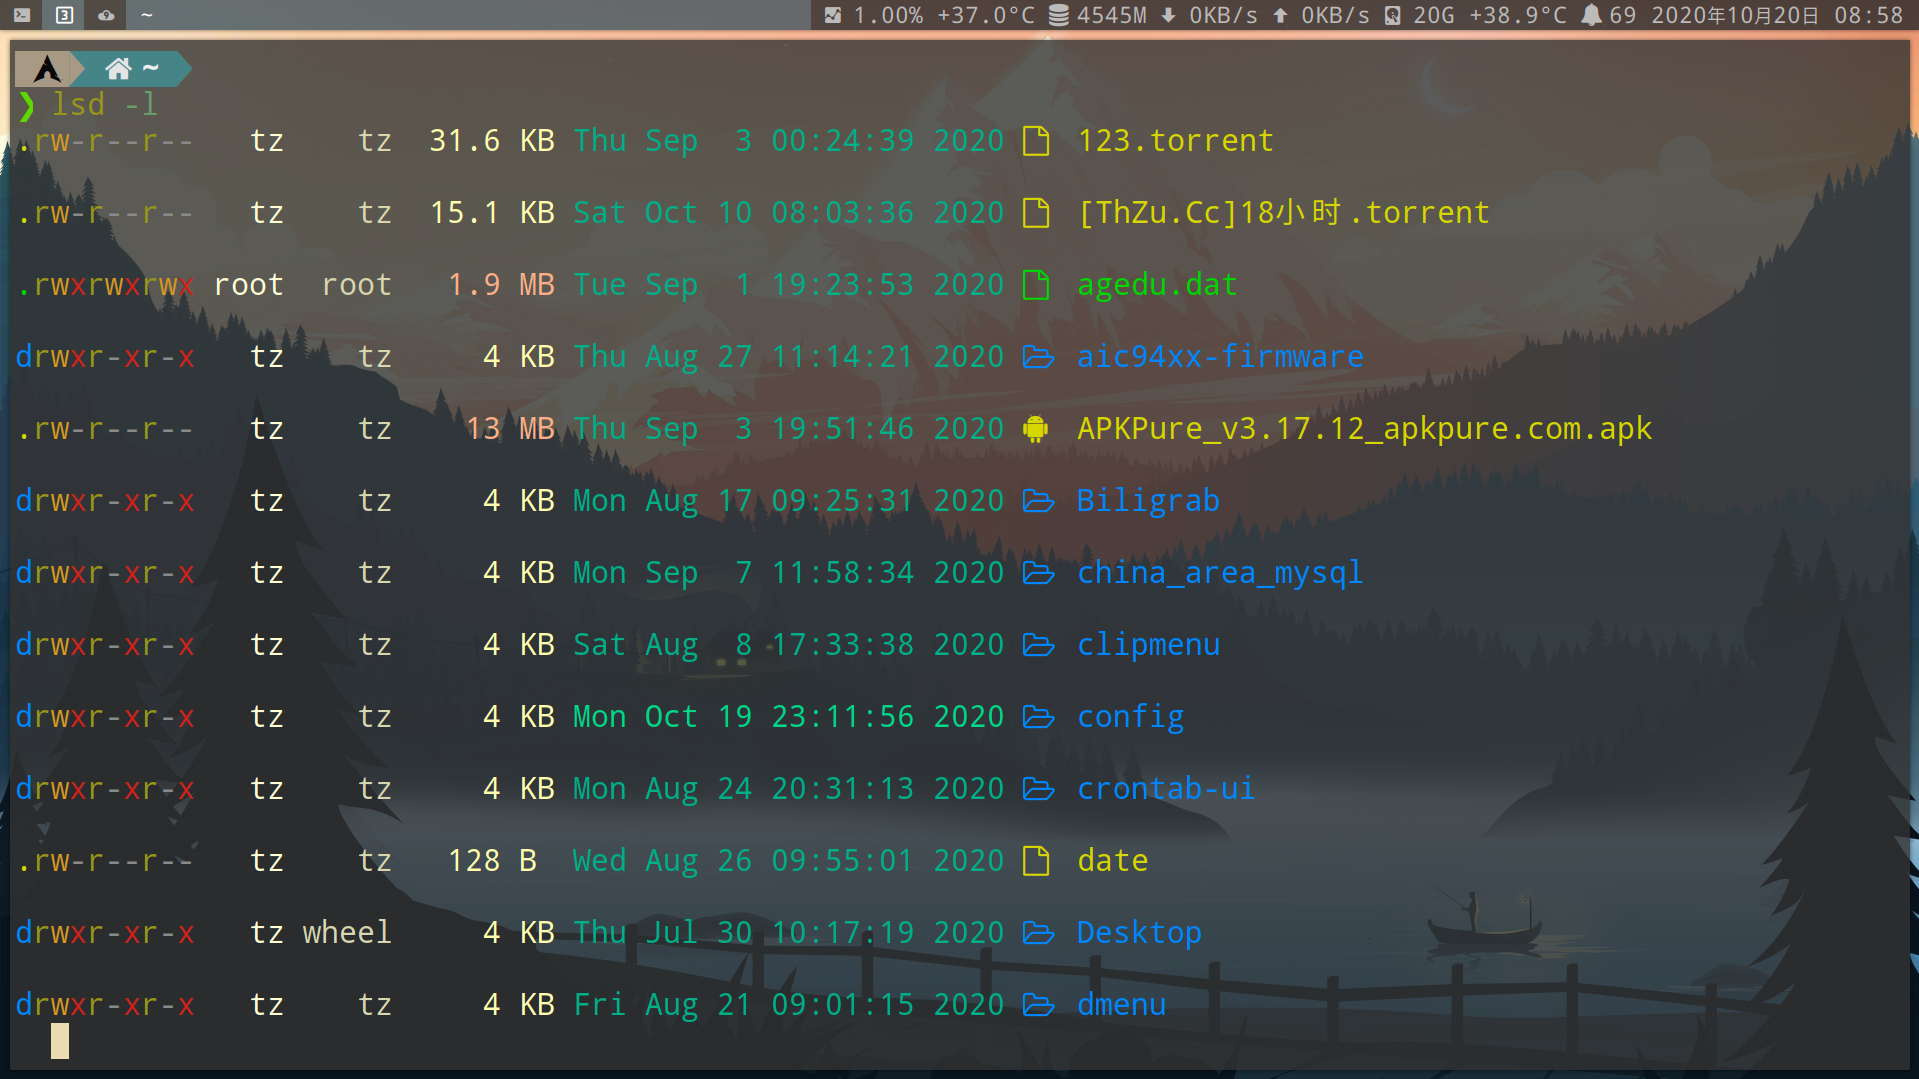 3 ~ 1.00% +37.0°C 4545M 0KB/s 0KB/s 20G +38.9°C 69 2020年10月20日 08:58
~
❯ lsd -l
.rw-r--r-- tz tz 31.6 KB Thu Sep 3 00:24:39 2020 123.torrent
.rw-r--r-- tz tz 15.1 KB Sat Oct 10 08:03:36 2020 [ThZu.Cc]18小时.torrent
.rwxrwxrwx root root 1.9 MB Tue Sep 1 19:23:53 2020 agedu.dat
drwxr-xr-x tz tz 4 KB Thu Aug 27 11:14:21 2020 aic94xx-firmware
.rw-r--r-- tz tz 13 MB Thu Sep 3 19:51:46 2020 APKPure_v3.17.12_apkpure.com.apk
drwxr-xr-x tz tz 4 KB Mon Aug 17 09:25:31 2020 Biligrab
drwxr-xr-x tz tz 4 KB Mon Sep 7 11:58:34 2020 china_area_mysql
drwxr-xr-x tz tz 4 KB Sat Aug 8 17:33:38 2020 clipmenu
drwxr-xr-x tz tz 4 KB Mon Oct 19 23:11:56 2020 config
drwxr-xr-x tz tz 4 KB Mon Aug 24 20:31:13 2020 crontab-ui
.rw-r--r-- tz tz 128 B Wed Aug 26 09:55:01 2020 date
drwxr-xr-x tz wheel 4 KB Thu Jul 30 10:17:19 2020 Desktop
drwxr-xr-x tz tz 4 KB Fri Aug 21 09:01:15 2020 dmenu